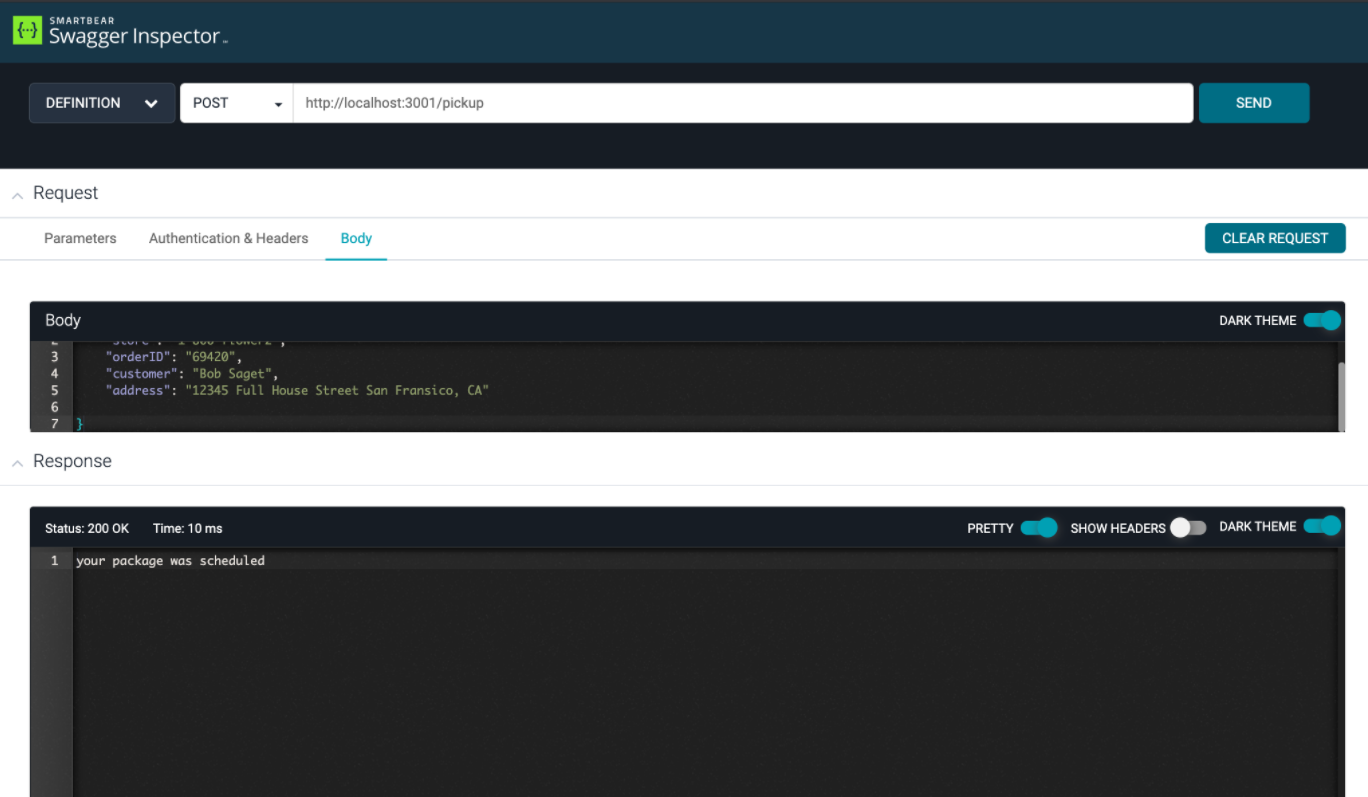 SMARTBEAR
{··} Swagger Inspector
DEFINITION POST http://localhost:3001/pickup SEND
Request
Parameters Authentication & Headers Body CLEAR REQUEST
Body DARK THEME
2
3 "orderID": "69420",
4 "customer": "Bob Saget",
5 "address": "12345 Full House Street San Fransico, CA"
6
7 }
Response
Status: 200 OK Time: 10 ms PRETTY SHOW HEADERS DARK THEME
1 your package was scheduled